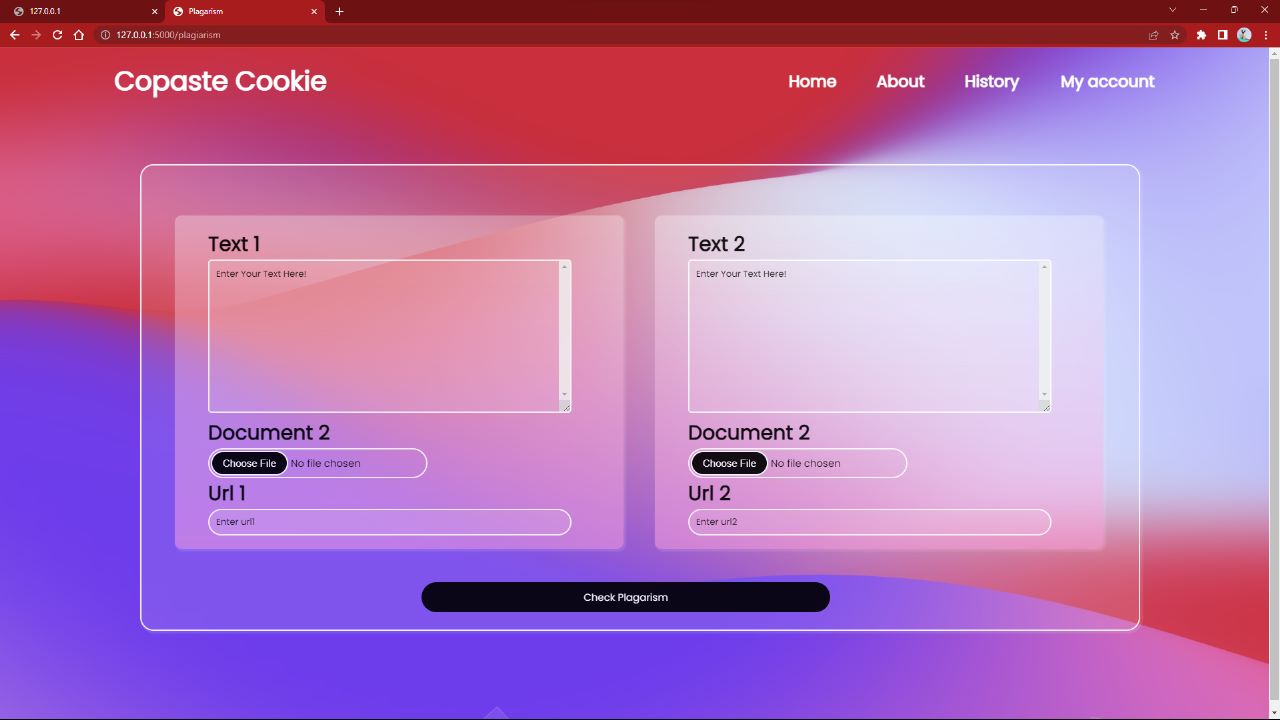 127.0.0.1
Plagarism
127.0.0.1:5000/plagiarism
Copaste Cookie
Home About History My account
Text 1
Enter Your Text Here!
Document 2
Choose File No file chosen
Url 1
Enter url1
Text 2
Enter Your Text Here!
Document 2
Choose File No file chosen
Url 2
Enter url2
Check Plagarism